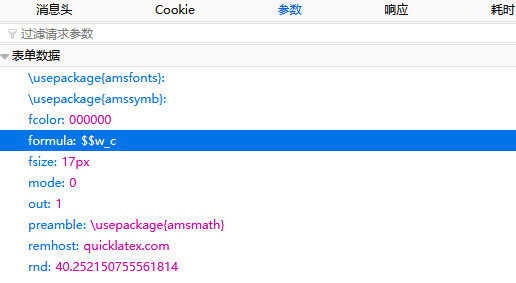 消息头 Cookie 参数 响应 耗时
过滤请求参数
表单数据
\usepackage{amsfonts}:
\usepackage{amssymb}:
fcolor: 000000
formula: $$w_c
fsize: 17px
mode: 0
out: 1
preamble: \usepackage{amsmath}
remhost: quicklatex.com
rnd: 40.252150755561814